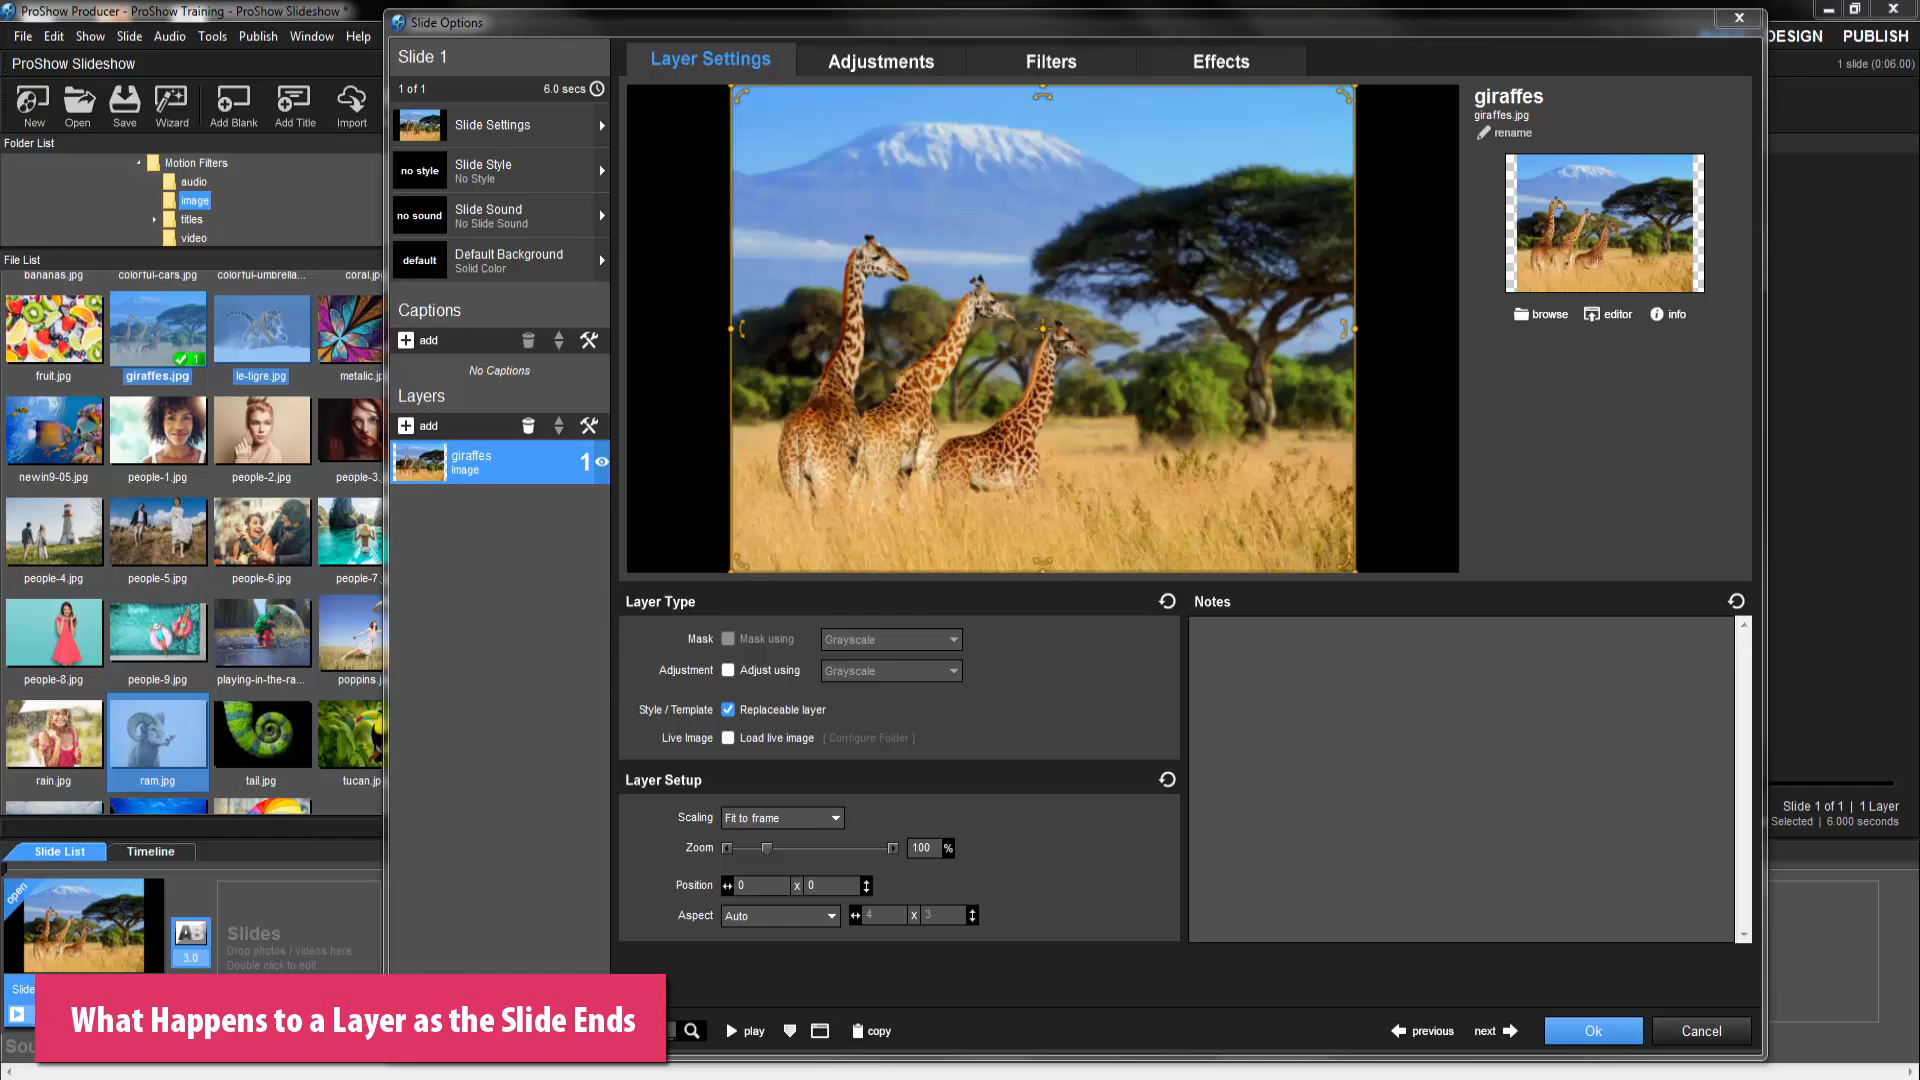 ProShow Producer - ProShow Training - ProShow Slideshow *
File Edit Show Slide Audio Tools Publish Window Help
DESIGN PUBLISH
ProShow Slideshow
1 slide (0:06.00)
New Open Save Wizard Add Blank Add Title Import
Folder List
Motion Filters
audio
image
titles
video
File List
bananas.jpg colorful-cars.jpg colorful-umbrella... coral.jp
1
fruit.jpg giraffes.jpg le-tigre.jpg metalic.jp
newin9-05.jpg people-1.jpg people-2.jpg people-3.
people-4.jpg people-5.jpg people-6.jpg people-7.
people-8.jpg people-9.jpg playing-in-the-ra... poppins.j
rain.jpg ram.jpg tail.jpg tucan.jp
Slide List Timeline
open
AB
3.0
Slides
Drop photos / videos here
Double click to edit
Slide
Sou
Slide Options
Slide 1
1 of 1 6.0 secs
Slide Settings
no style
Slide Style
No Style
no sound
Slide Sound
No Slide Sound
default
Default Background
Solid Color
Captions
add
No Captions
Layers
add
giraffes
Image
1
Layer Settings Adjustments Filters Effects
giraffes
giraffes.jpg
rename
browse editor info
Layer Type
Mask Mask using Grayscale
Adjustment Adjust using Grayscale
Style / Template Replaceable layer
Live Image Load live image [ Configure Folder ]
Layer Setup
Scaling Fit to frame
Zoom 100 %
Position 0 x 0
Aspect Auto 4 x 3
Notes
Slide 1 of 1 | 1 Layer
Selected | 6.000 seconds
play copy
previous next Ok Cancel
What Happens to a Layer as the Slide Ends